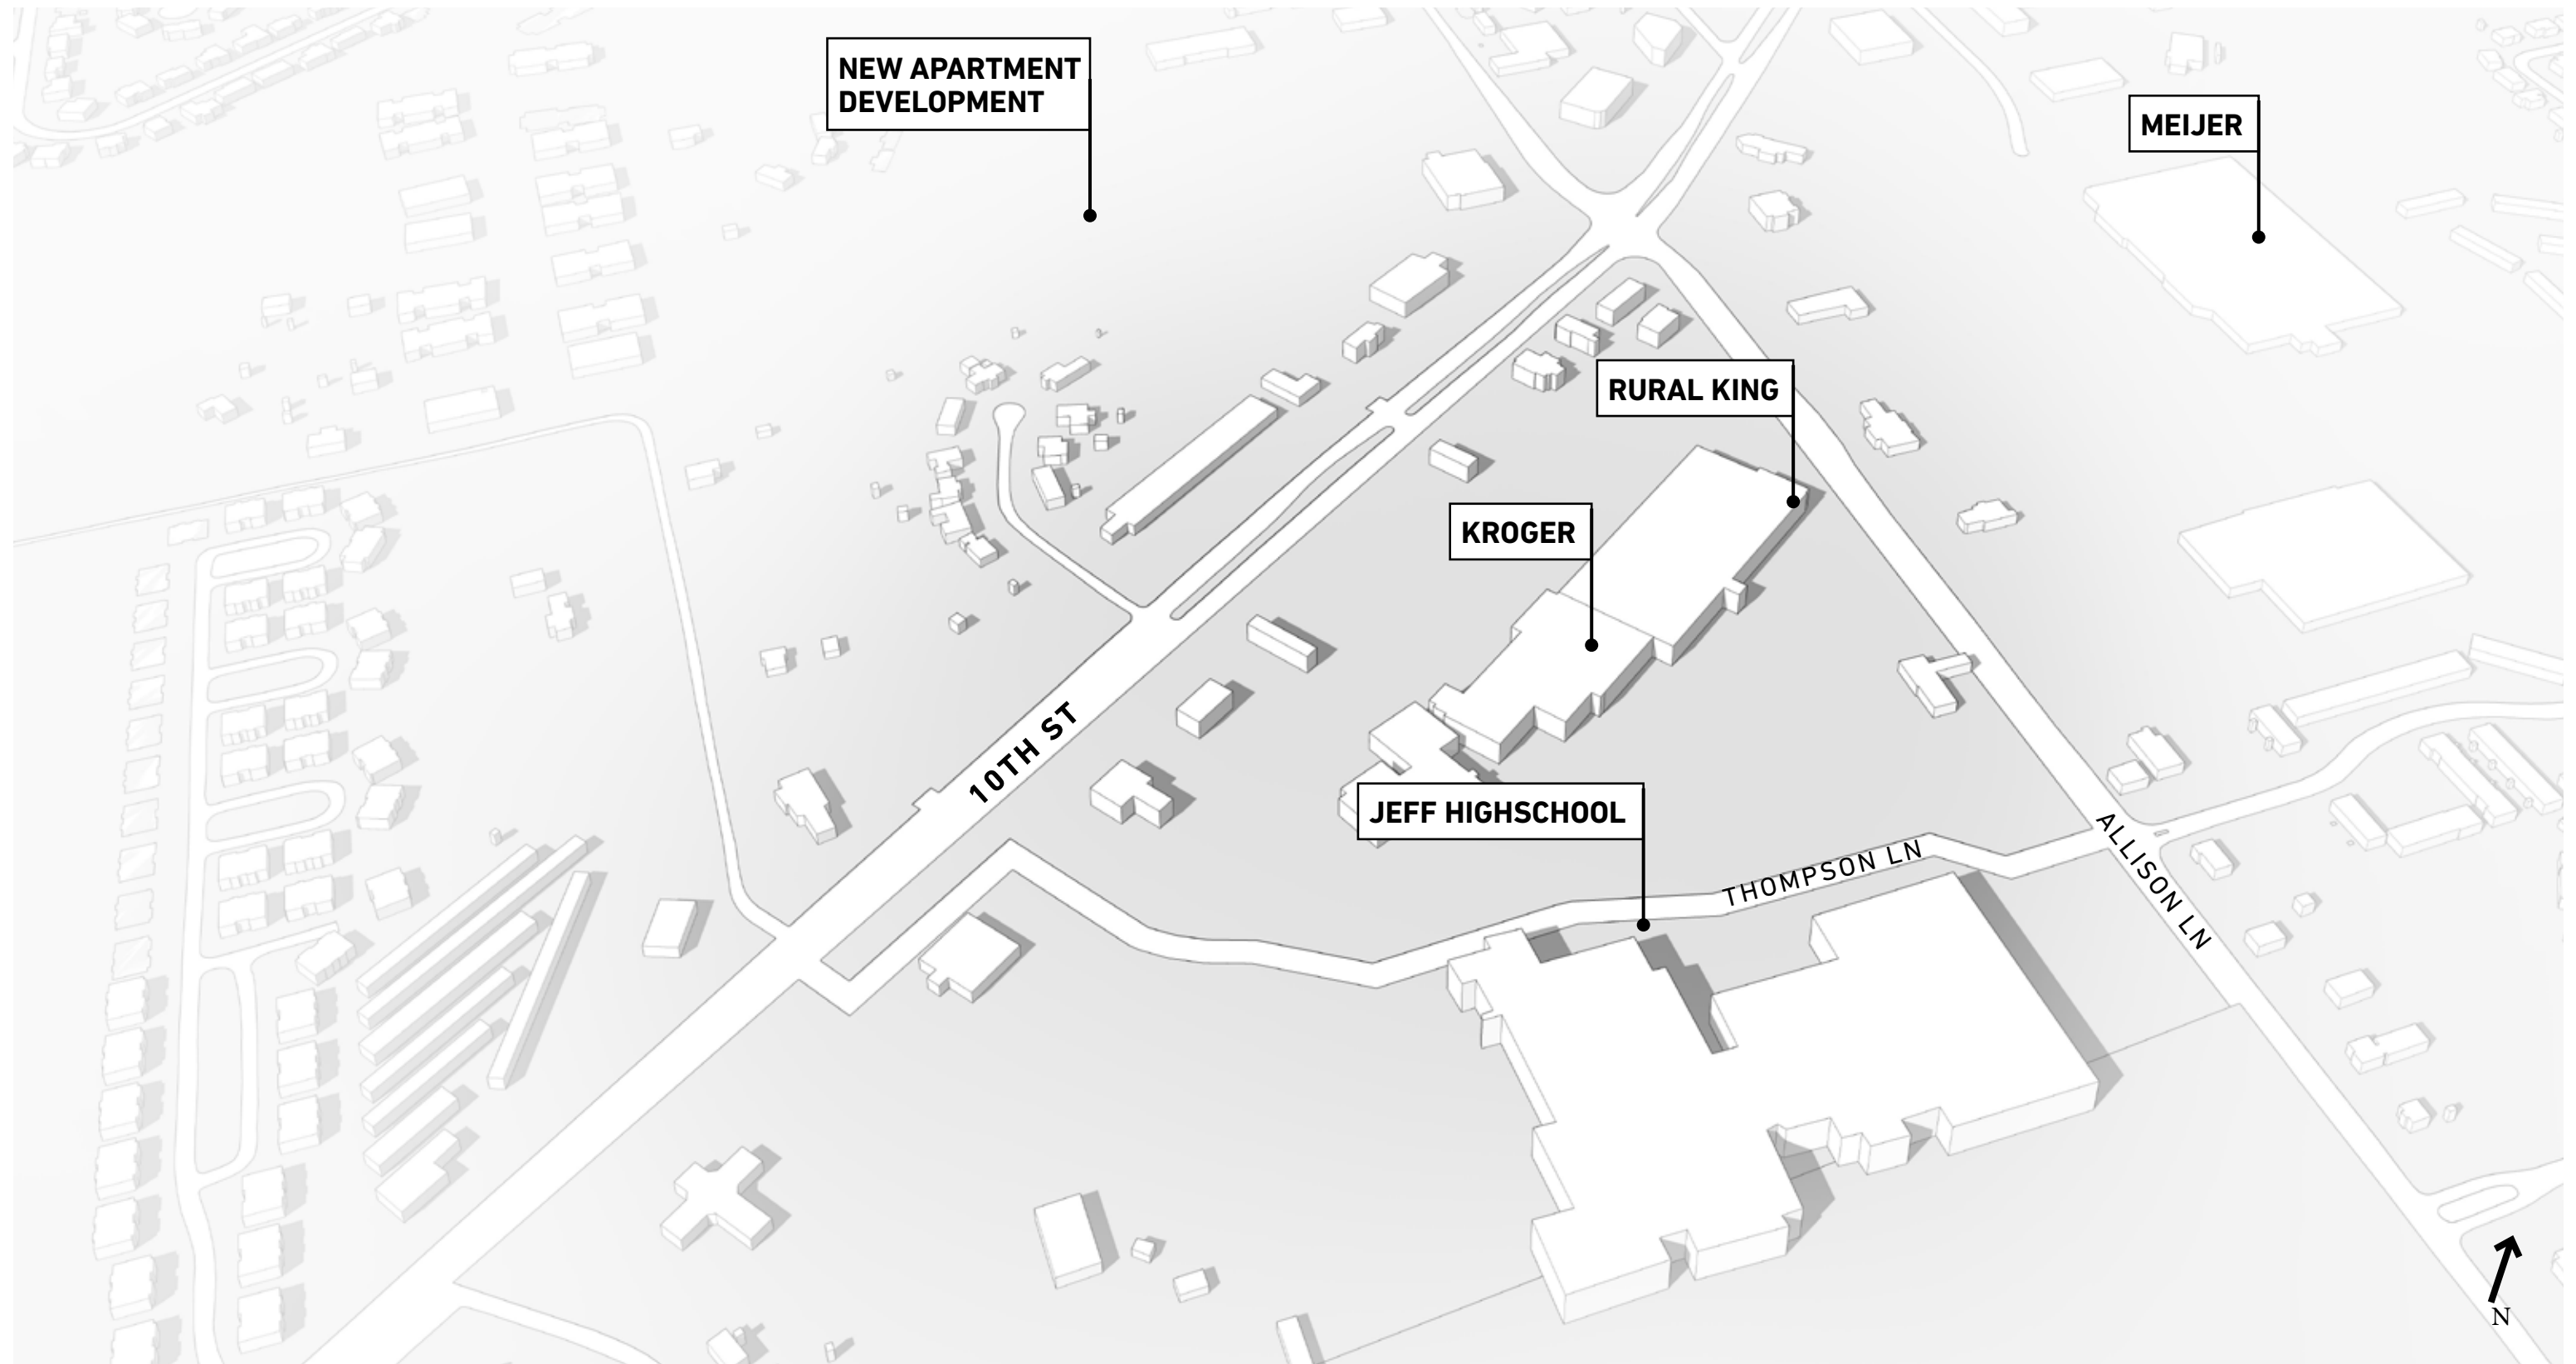 NEW APARTMENT
DEVELOPMENT
MEIJER
RURAL KING
KROGER
10TH ST
JEFF HIGHSCHOOL
THOMPSON LN
ALLISON LN
N